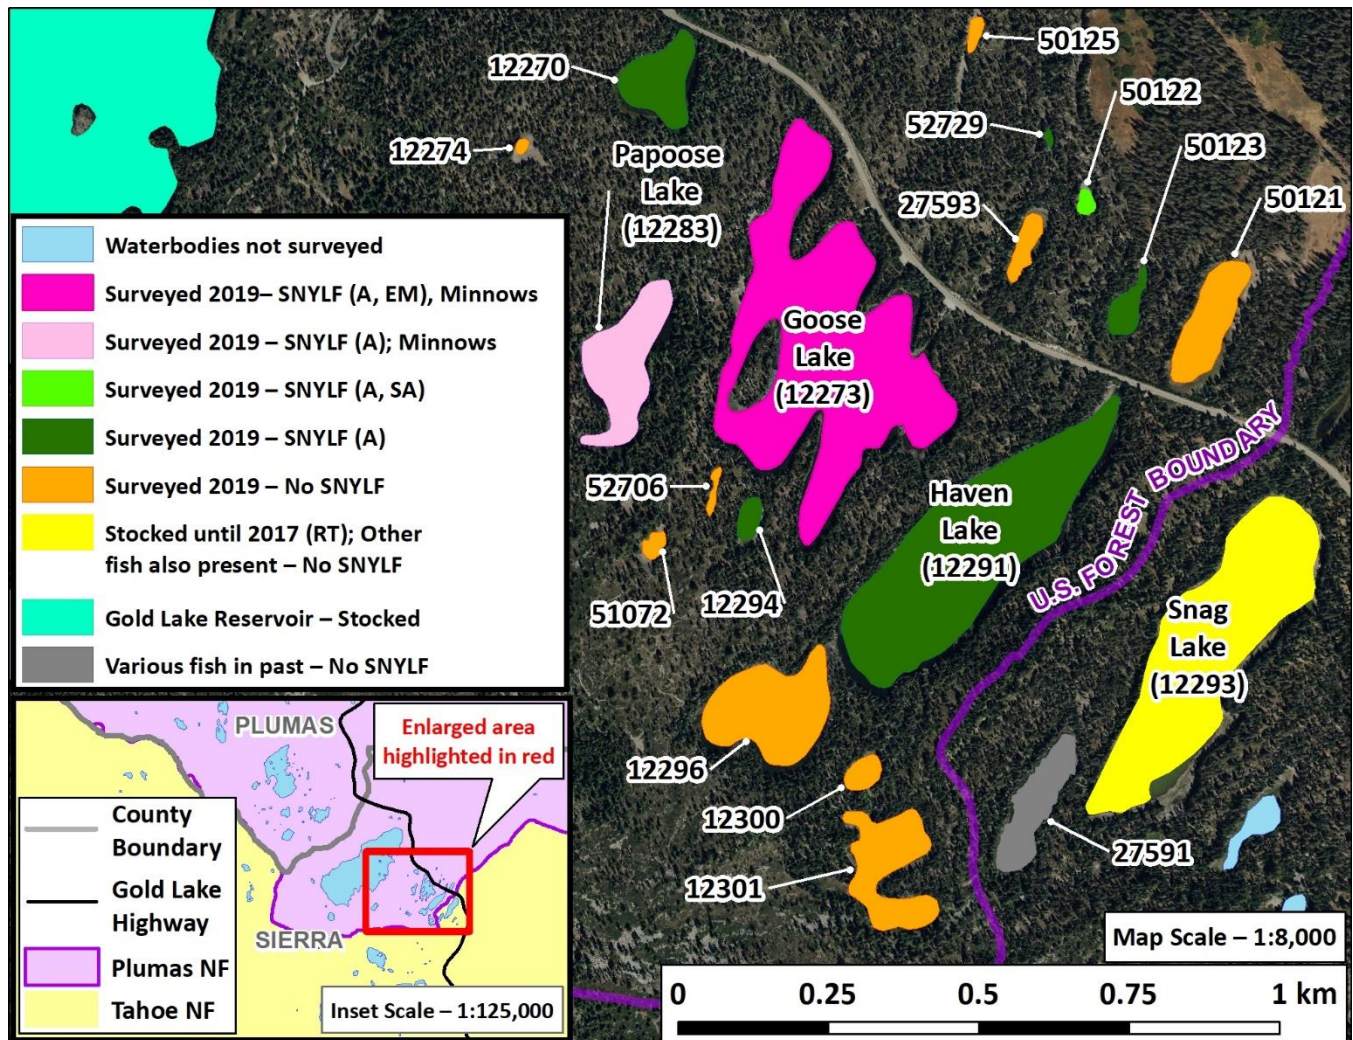 50125
12270
50122
52729
12274
50123
Papoose
Lake
(12283)
27593
50121
Goose
Lake
(12273)
Waterbodies not surveyed
Surveyed 2019– SNYLF (A, EM), Minnows
Surveyed 2019 – SNYLF (A); Minnows
Surveyed 2019 – SNYLF (A, SA)
Surveyed 2019 – SNYLF (A)
Surveyed 2019 – No SNYLF
Stocked until 2017 (RT); Other
fish also present – No SNYLF
Gold Lake Reservoir – Stocked
Various fish in past – No SNYLF
52706
51072
12294
Haven
Lake
(12291)
U.S. FOREST BOUNDARY
Snag
Lake
(12293)
12296
12300
12301
27591
PLUMAS
Enlarged area
highlighted in red
SIERRA
County
Boundary
Gold Lake
Highway
Plumas NF
Tahoe NF
Inset Scale – 1:125,000
Map Scale – 1:8,000
0 0.25 0.5 0.75 1 km